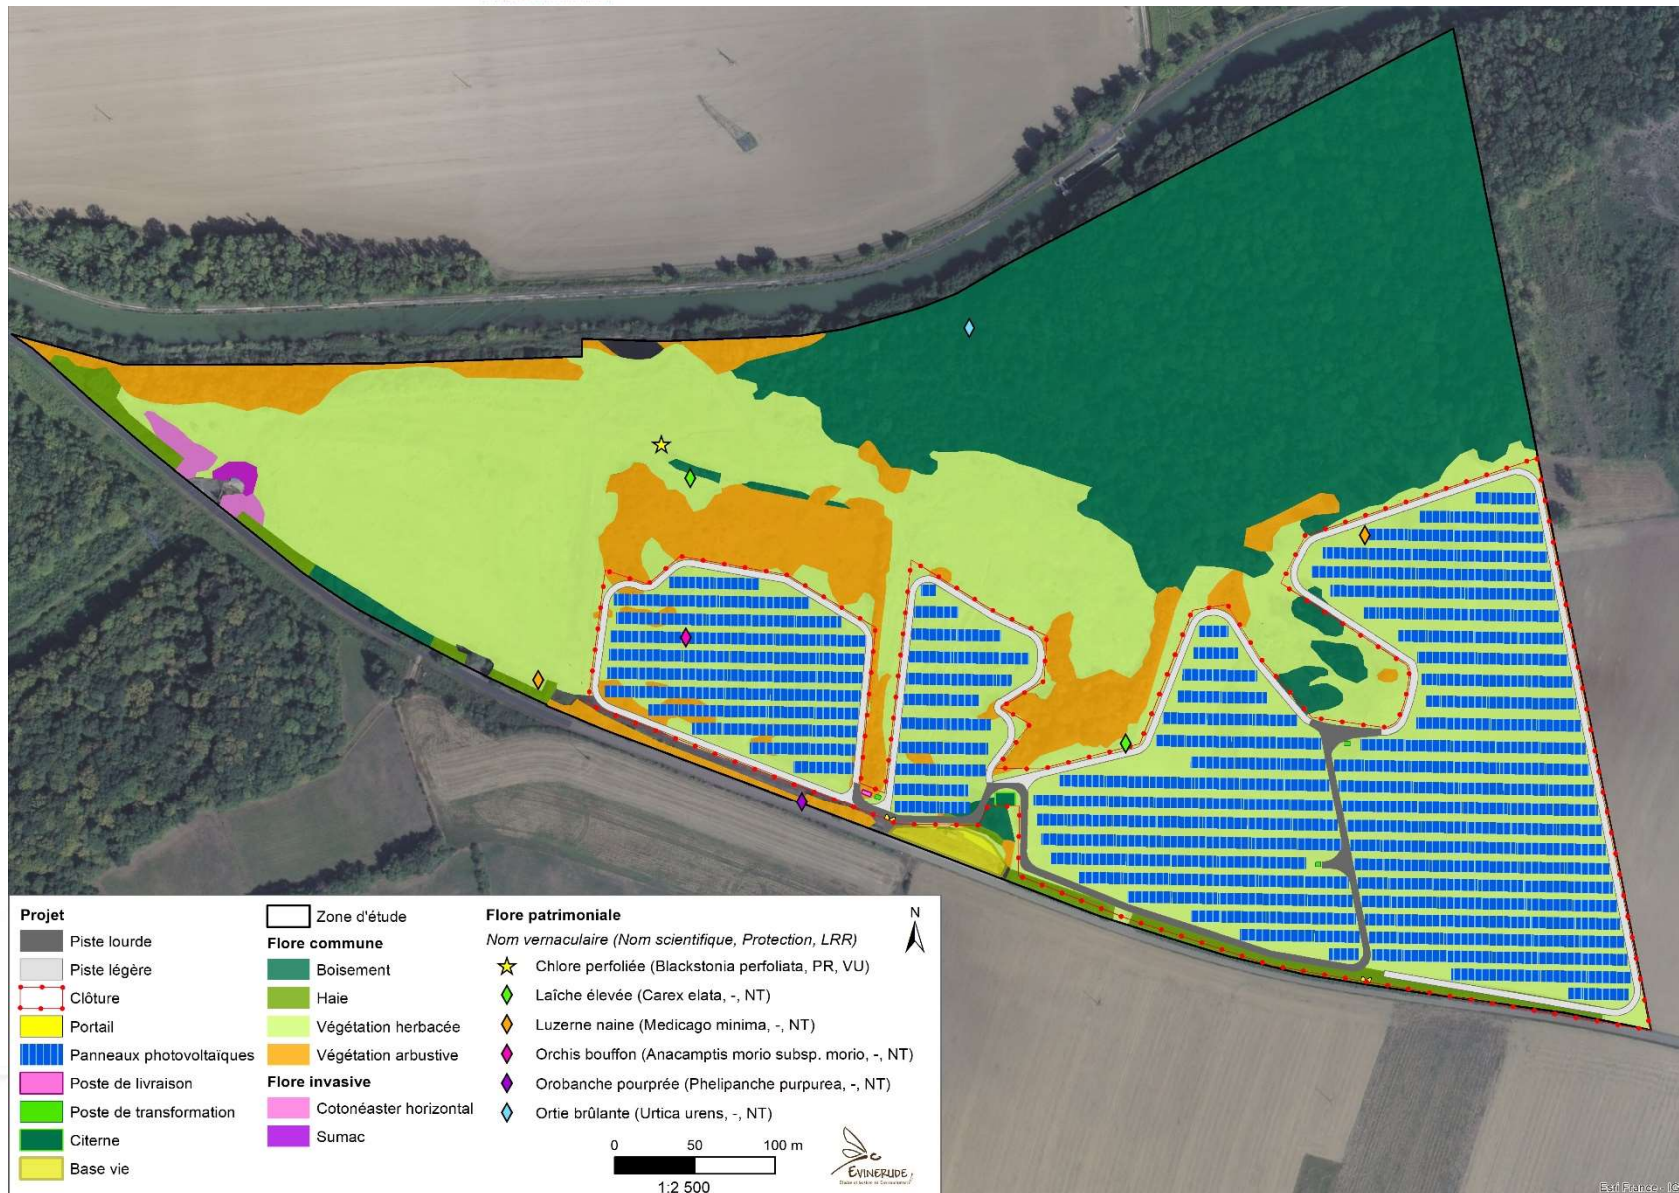 Projet
Piste lourde
Piste légère
Clôture
Portail
Panneaux photovoltaïques
Poste de livraison
Poste de transformation
Citerne
Base vie
Zone d'étude
Flore commune
Boisement
Haie
Végétation herbacée
Végétation arbustive
Flore invasive
Cotonéaster horizontal
Sumac
Flore patrimoniale
Nom vernaculaire (Nom scientifique, Protection, LRR)
Chlore perfoliée (Blackstonia perfoliata, PR, VU)
Laîche élevée (Carex elata, -, NT)
Luzerne naine (Medicago minima, -, NT)
Orchis bouffon (Anacamptis morio subsp. morio, -, NT)
Orobanche pourprée (Phelipanche purpurea, -, NT)
Ortie brûlante (Urtica urens, -, NT)
N
0 50 100 m
1:2 500
EVINERUDE
Esri France